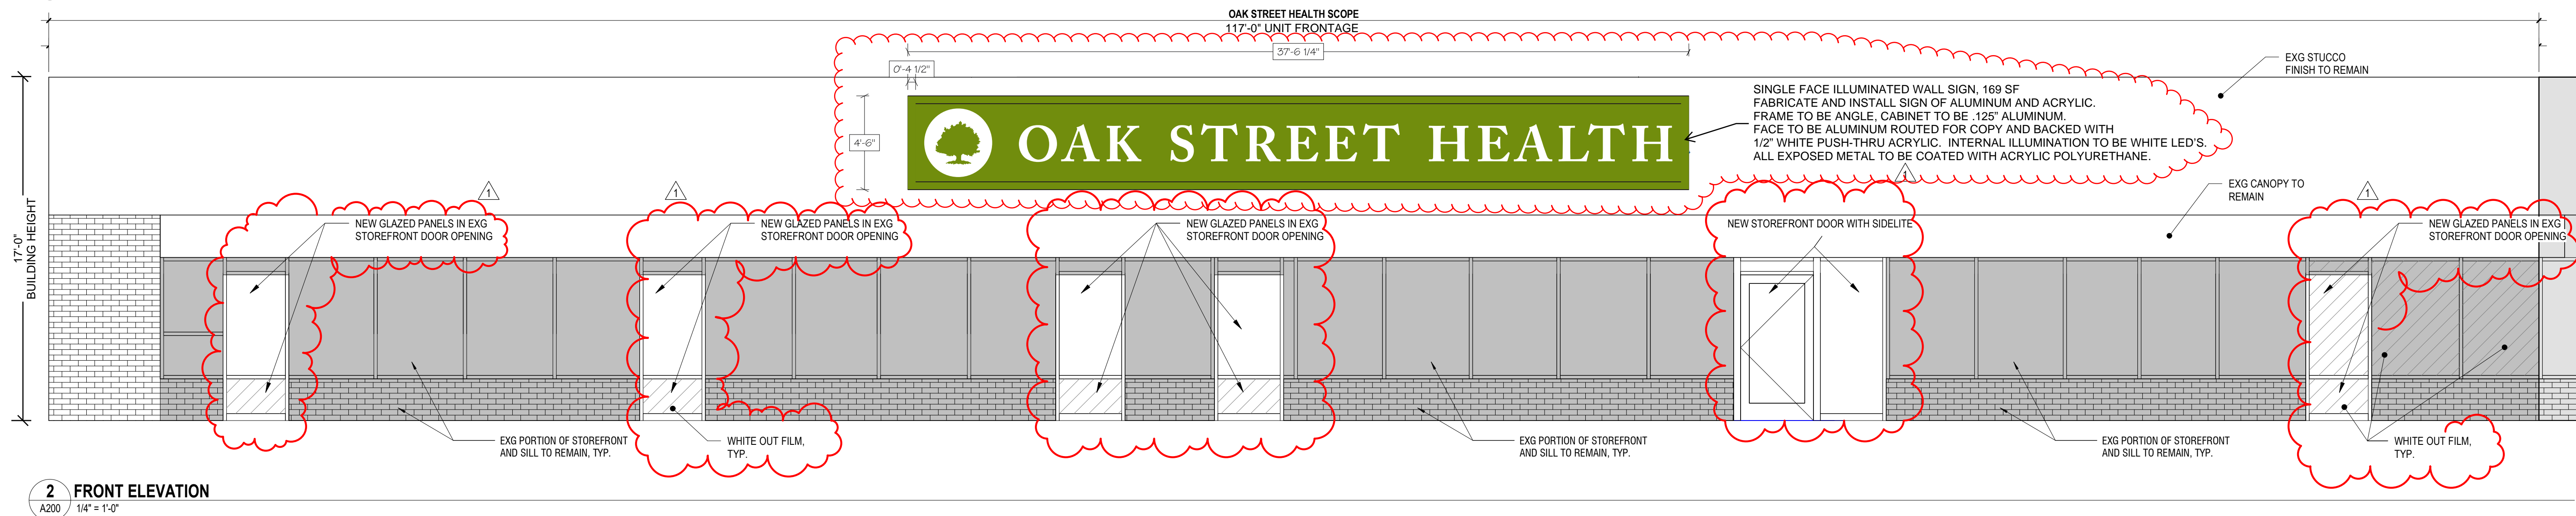 OAK STREET HEALTH SCOPE
117'-0" UNIT FRONTAGE
37'-6 1/4"
0'-4 1/2"
EXG STUCCO
FINISH TO REMAIN
SINGLE FACE ILLUMINATED WALL SIGN, 169 SF
FABRICATE AND INSTALL SIGN OF ALUMINUM AND ACRYLIC.
FRAME TO BE ANGLE, CABINET TO BE .125" ALUMINUM.
FACE TO BE ALUMINUM ROUTED FOR COPY AND BACKED WITH
1/2" WHITE PUSH-THRU ACRYLIC.  INTERNAL ILLUMINATION TO BE WHITE LED'S.
ALL EXPOSED METAL TO BE COATED WITH ACRYLIC POLYURETHANE.
OAK STREET HEALTH
4'-6"
17'-0"
BUILDING HEIGHT
1
1
1
1
EXG CANOPY TO
REMAIN
NEW GLAZED PANELS IN EXG
STOREFRONT DOOR OPENING
NEW GLAZED PANELS IN EXG
STOREFRONT DOOR OPENING
NEW GLAZED PANELS IN EXG
STOREFRONT DOOR OPENING
NEW STOREFRONT DOOR WITH SIDELITE
NEW GLAZED PANELS IN EXG
STOREFRONT DOOR OPENING
EXG PORTION OF STOREFRONT
AND SILL TO REMAIN, TYP.
WHITE OUT FILM,
TYP.
EXG PORTION OF STOREFRONT
AND SILL TO REMAIN, TYP.
EXG PORTION OF STOREFRONT
AND SILL TO REMAIN, TYP.
WHITE OUT FILM,
TYP.
2
A200
FRONT ELEVATION
1/4" = 1'-0"